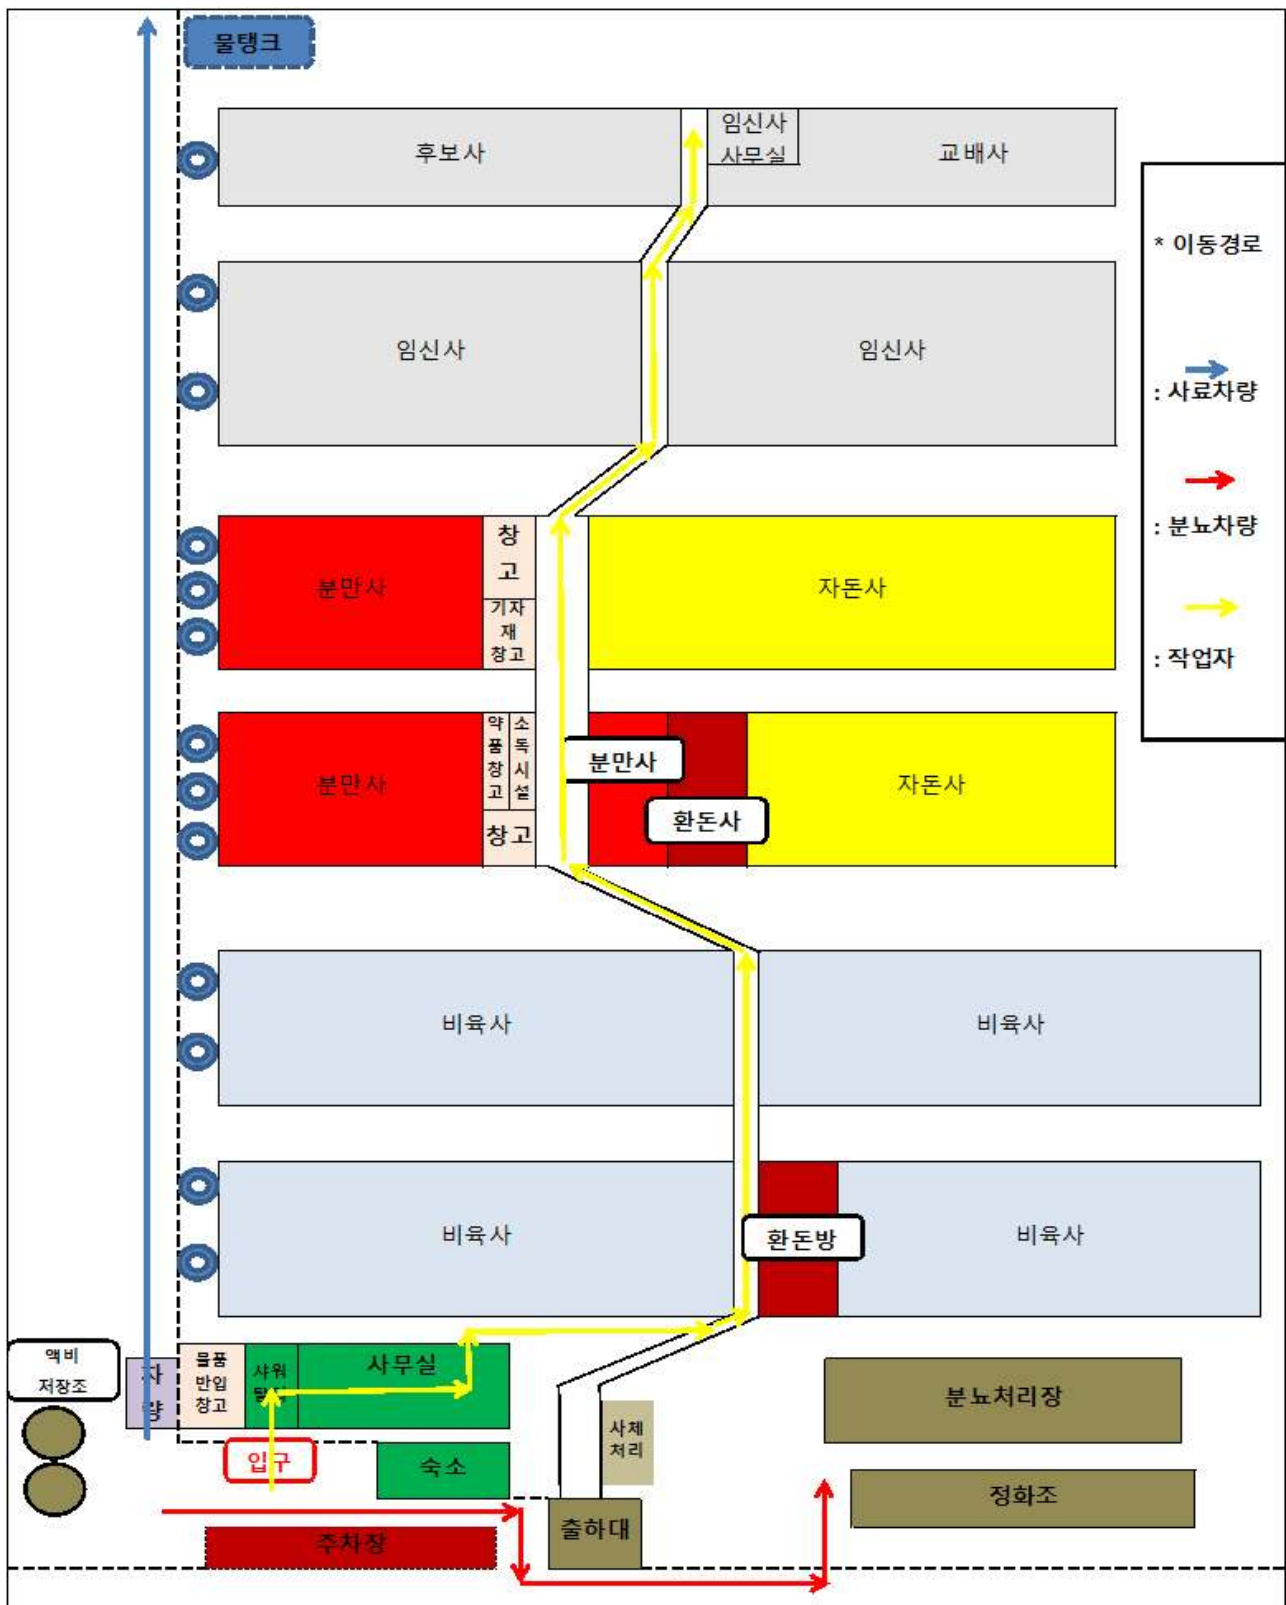 물탱크
후보사
임신사
사무실
교배사
* 이동경로
임신사
임신사
: 사료차량
: 분뇨차량
: 작업자
분만사
창
고
기자
재
창고
자돈사
분만사
약
품
창
고
소
독
시
설
창고
분만사
환돈사
자돈사
비육사
비육사
비육사
환돈방
비육사
액비
저장조
차
량
물품
반입
창고
샤워
사무실
입구
숙소
사체
처리
분뇨처리장
정화조
출하대
주차장